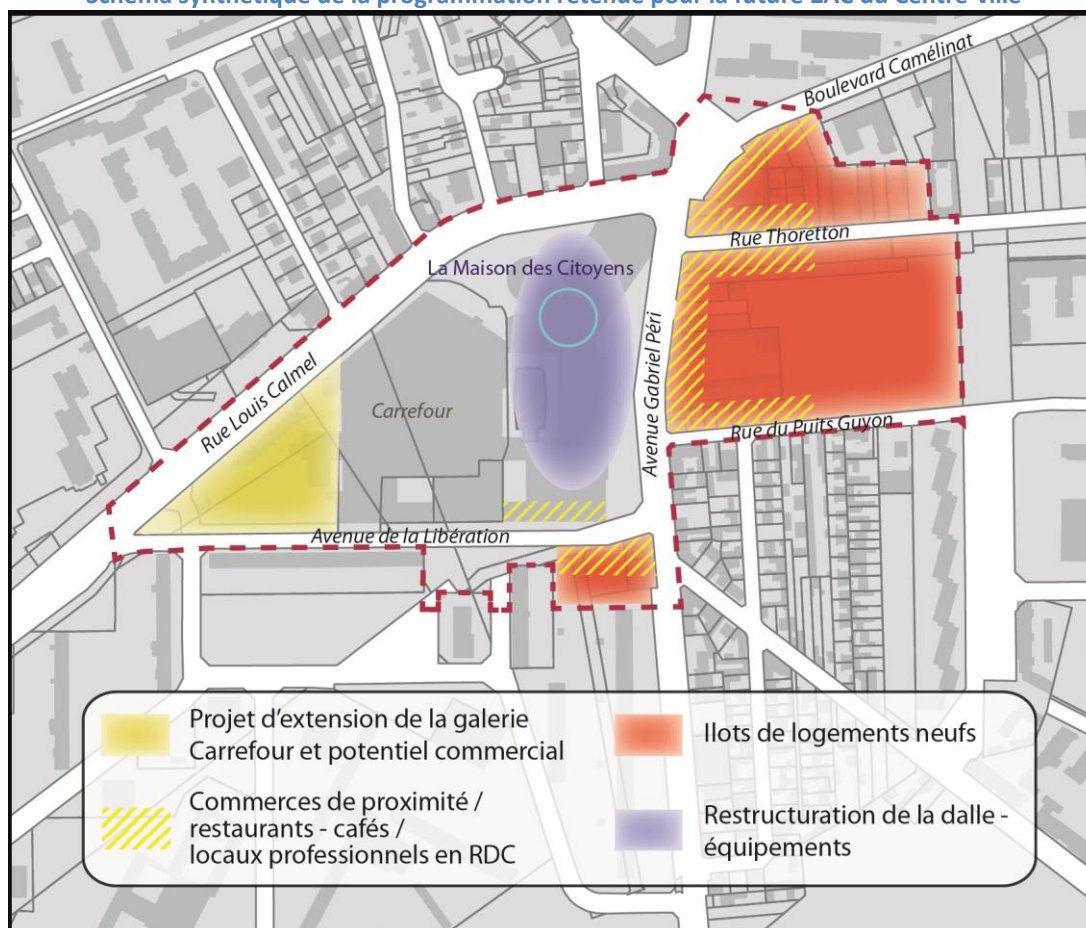 Schéma synthétique de la programmation retenue pour la future ZAC du Centre-Ville
Boulevard Camélinat
Rue Thoretton
La Maison des Citoyens
Avenue Gabriel Péri
Rue Louis Calmel
Carrefour
Rue du Puits Guyon
Avenue de la Libération
Projet d'extension de la galerie
Carrefour et potentiel commercial
Ilots de logements neufs
Commerces de proximité /
restaurants - cafés /
locaux professionnels en RDC
Restructuration de la dalle -
équipements